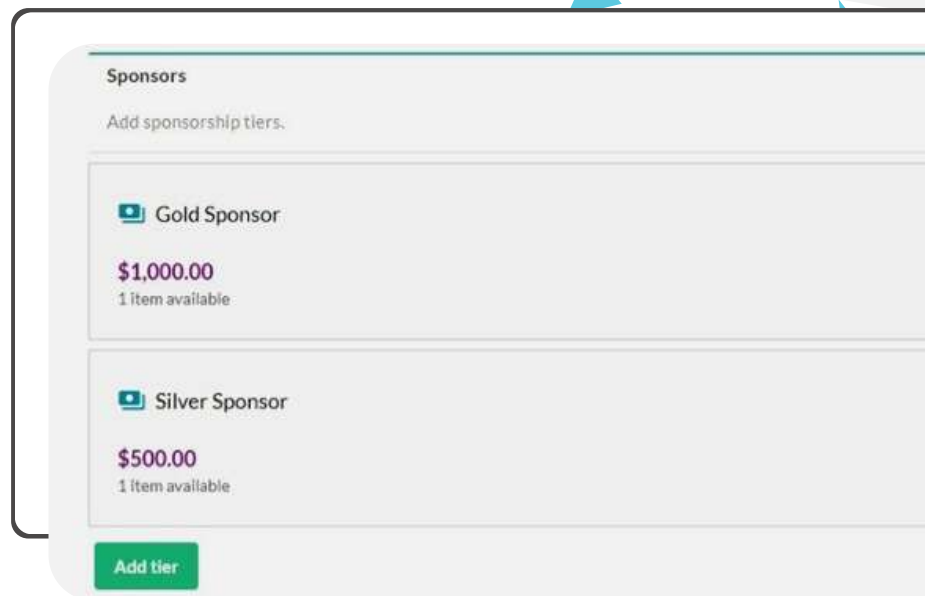 Sponsors
Add sponsorship tiers.
Gold Sponsor
$1,000.00
1 item available
Silver Sponsor
$500.00
1 item available
Add tier